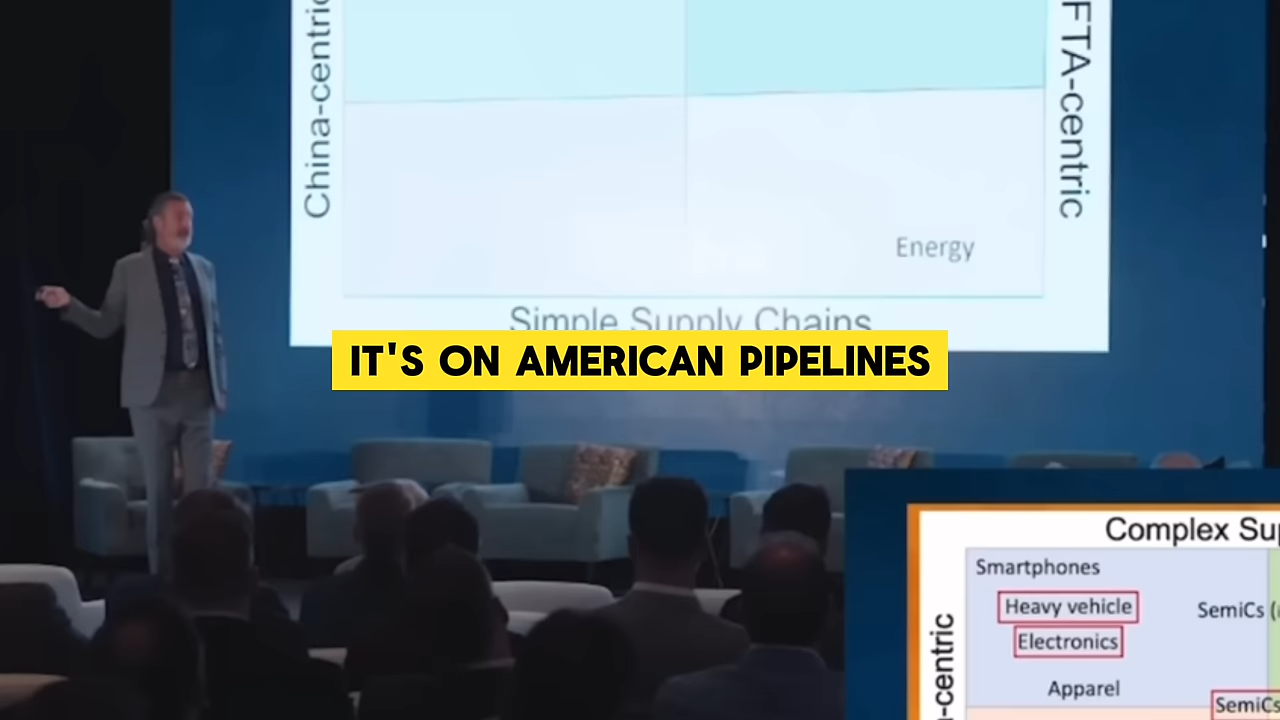 China-centric
FTA-centric
Energy
Simple Supply Chains
IT'S ON AMERICAN PIPELINES
Complex Sup
Smartphones
Heavy vehicle
SemiCs (
Electronics
-centric
Apparel
SemiCs